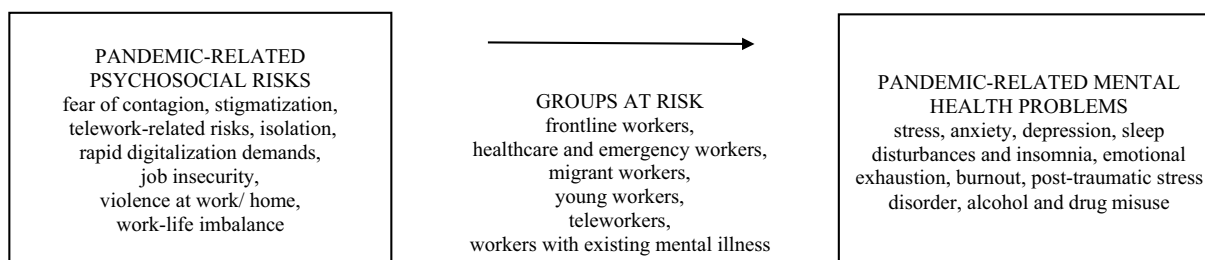 PANDEMIC-RELATED
PSYCHOSOCIAL RISKS
fear of contagion, stigmatization,
telework-related risks, isolation,
rapid digitalization demands,
job insecurity,
violence at work/ home,
work-life imbalance
GROUPS AT RISK
frontline workers,
healthcare and emergency workers,
migrant workers,
young workers,
teleworkers,
workers with existing mental illness
PANDEMIC-RELATED MENTAL
HEALTH PROBLEMS
stress, anxiety, depression, sleep
disturbances and insomnia, emotional
exhaustion, burnout, post-traumatic stress
disorder, alcohol and drug misuse